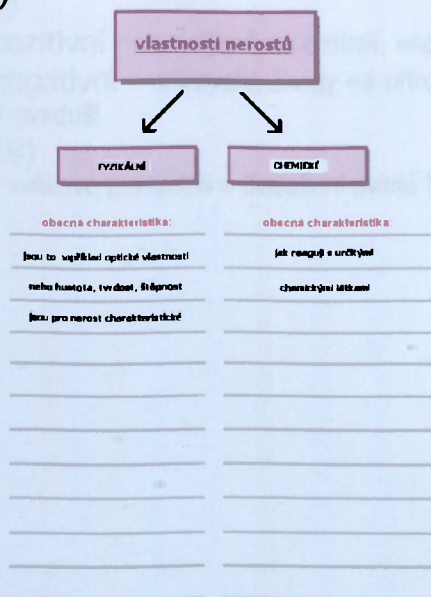 vlastnosti nerostů
FYZIKÁLNÍ
CHEMICKÉ
obecná charakteristika:
jsou to například optické vlastnosti
nebo hustota, tvrdost, štěpnost
jsou pro nerost charakteristické
obecná charakteristika:
jak reagují s určitými
chemickými látkami